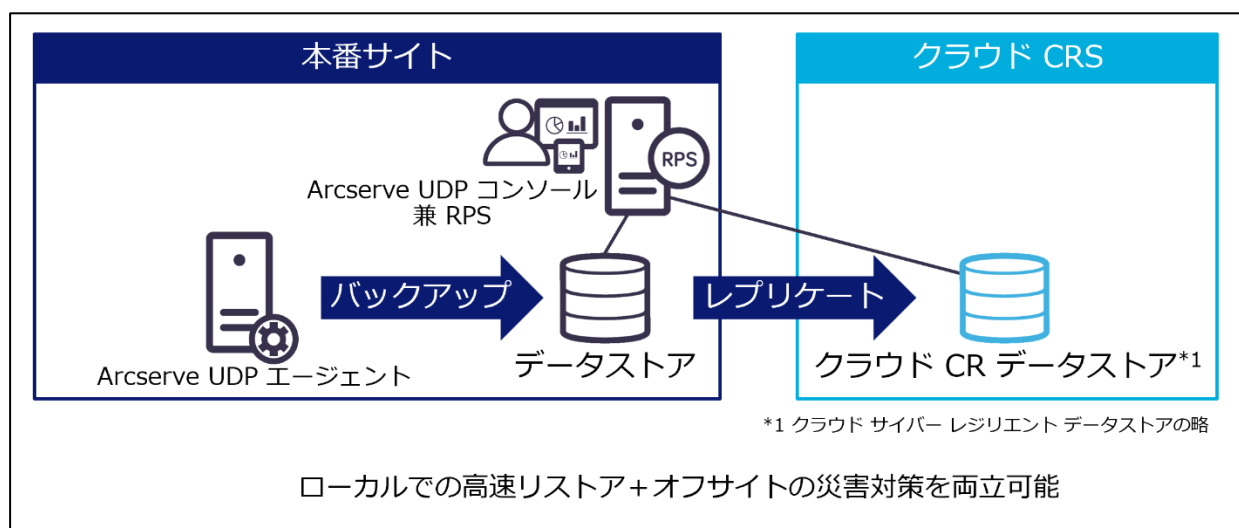 本番サイト
クラウド CRS
RPS
Arcserve UDP コンソール
兼 RPS
バックアップ
レプリケート
Arcserve UDP エージェント
データストア
クラウド CR データストア*1
*1 クラウド サイバー レジリエント データストアの略
ローカルでの高速リストア＋オフサイトの災害対策を両立可能